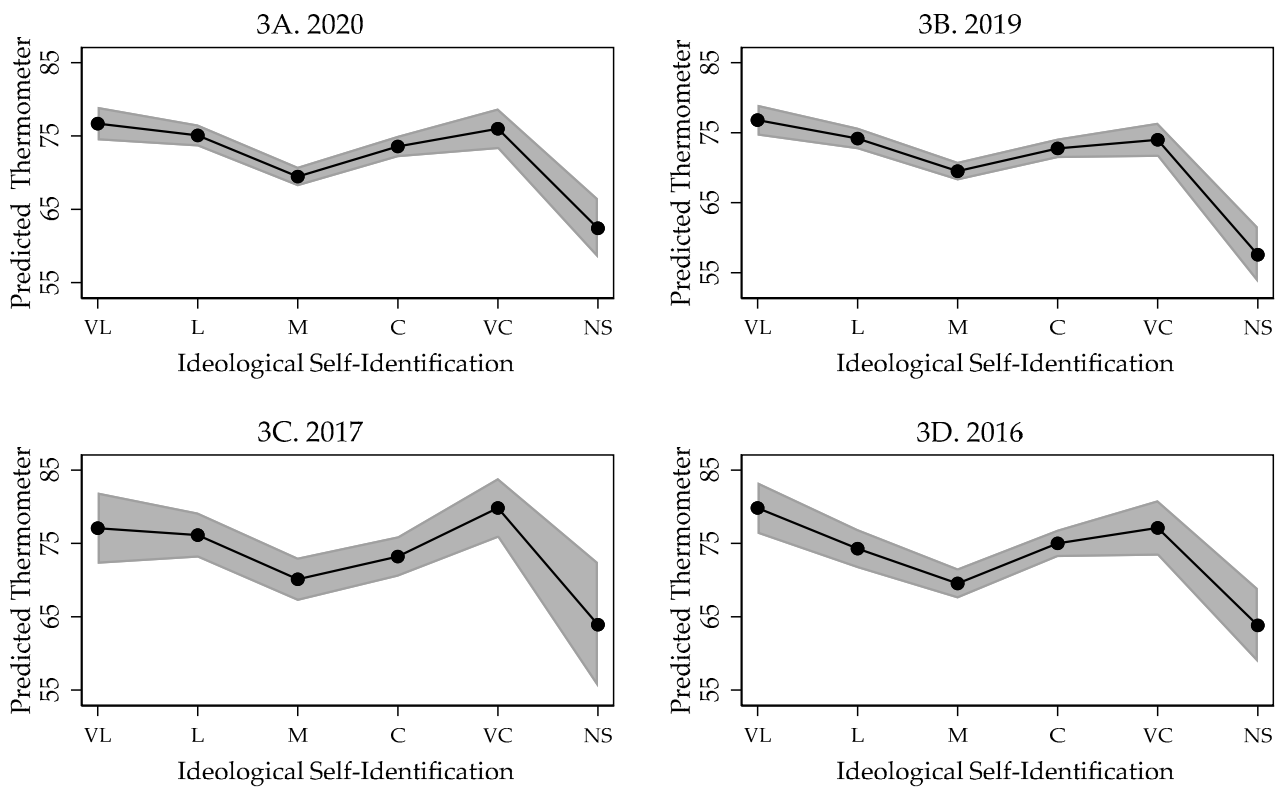 3A. 2020
Predicted Thermometer
85
75
65
55
VL L M C VC NS
Ideological Self-Identification
3B. 2019
Predicted Thermometer
85
75
65
55
VL L M C VC NS
Ideological Self-Identification
3C. 2017
Predicted Thermometer
85
75
65
55
VL L M C VC NS
Ideological Self-Identification
3D. 2016
Predicted Thermometer
85
75
65
55
VL L M C VC NS
Ideological Self-Identification